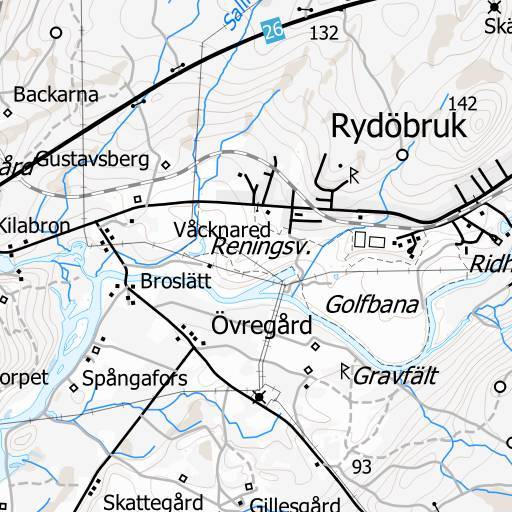 26
132
Backarna
142
Rydöbruk
Gustavsberg
Kilabron
Våcknared
Reningsv.
Broslätt
Golfbana
Övregård
Gravfält
Spångafors
93
Skattegård
Gillesgård